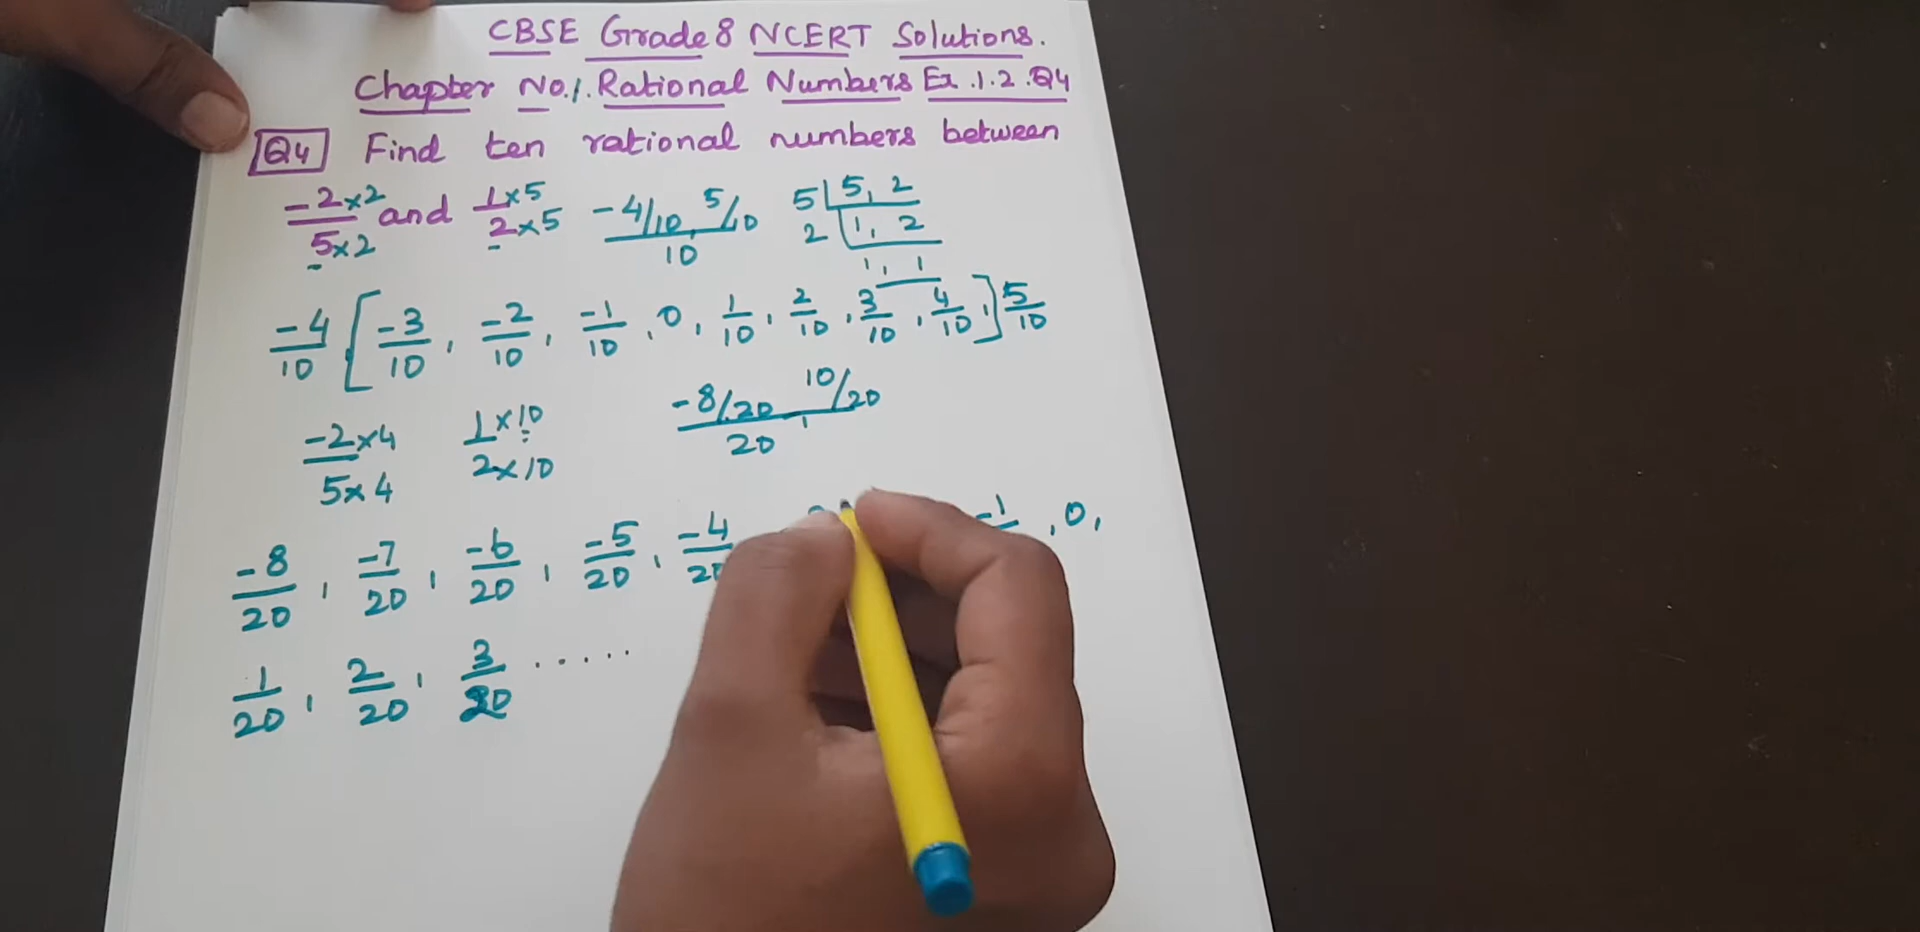 CBSE Grade 8 NCERT Solutions.
Chapter No.1. Rational Numbers Ex.1.2.Q4
Q4 Find ten rational numbers between
-2×2/5×2 and 1×5/2×5 -4/10, 5/10 / 10 5 | 5, 2
2 | 1, 2
1, 1
-4/10 [ -3/10, -2/10, -1/10, 0, 1/10, 2/10, 3/10, 4/10, ] 5/10
-2×4/5×4 1×10/2×10 -8/20, 10/20 / 20
-8/20, -7/20, -6/20, -5/20, -4/20 -1 , 0,
1/20, 2/20, 3/20 .....